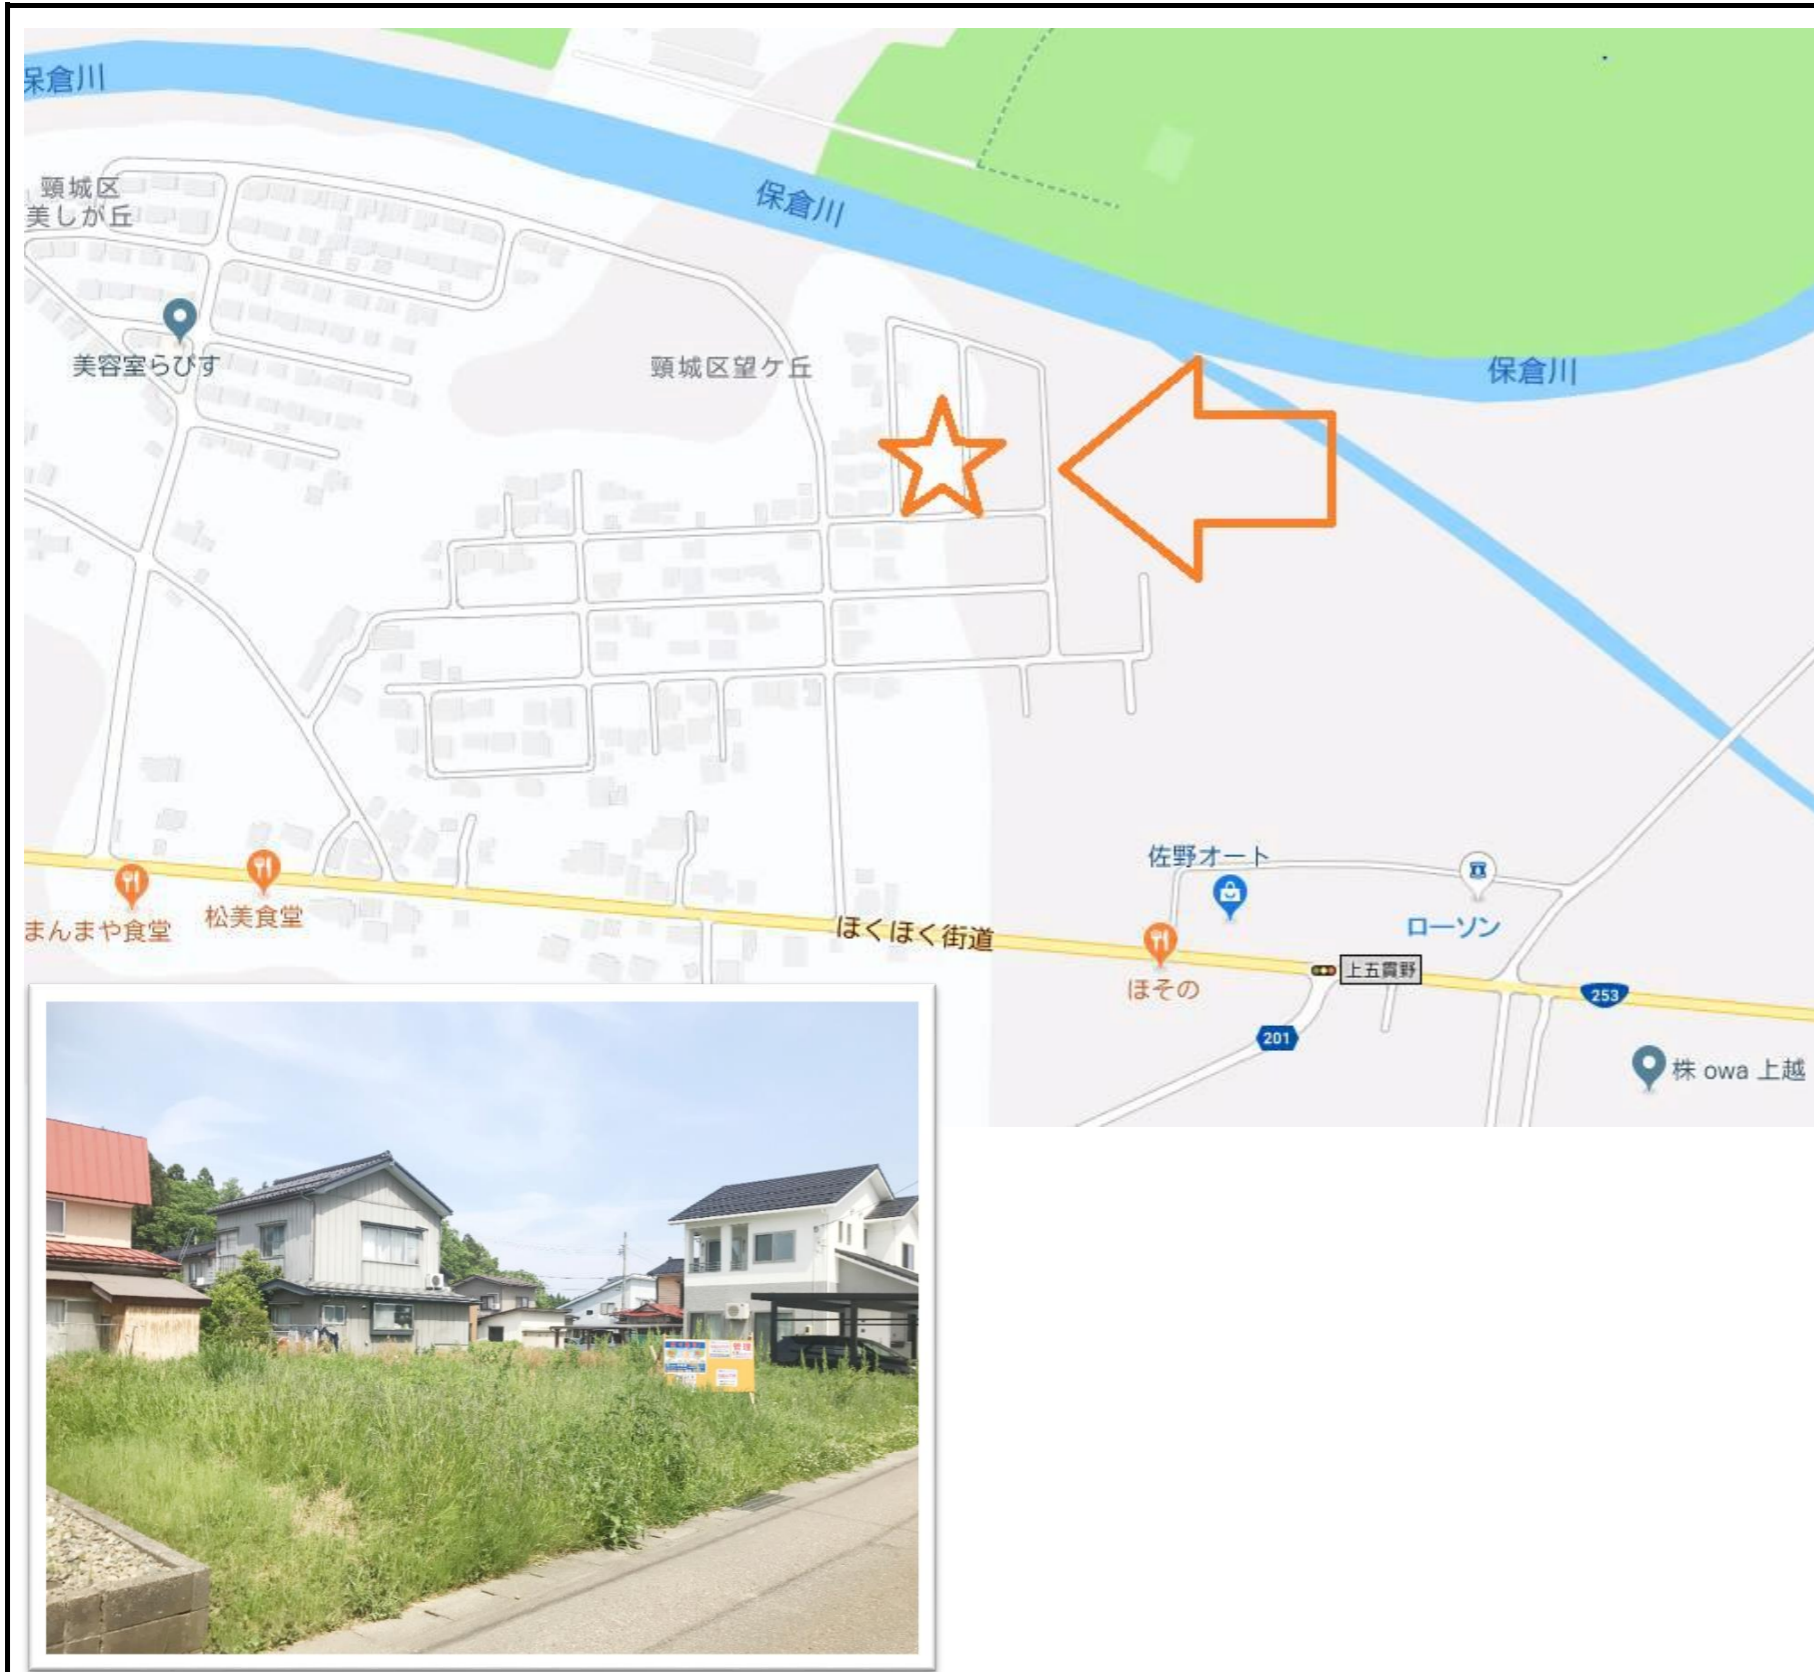 保倉川
頸城区
美しが丘
保倉川
美容室らぴす
頸城区望ケ丘
保倉川
佐野オート
ローソン
まんまや食堂
松美食堂
ほくほく街道
ほその
上五貫野
253
201
株 owa 上越
管理